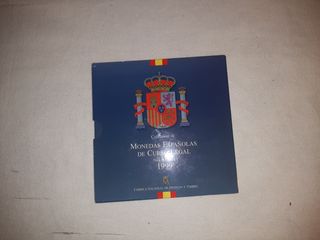 Colección de
MONEDAS ESPAÑOLAS
DE CURSO LEGAL
1999
FÁBRICA NACIONAL DE MONEDA Y TIMBRE